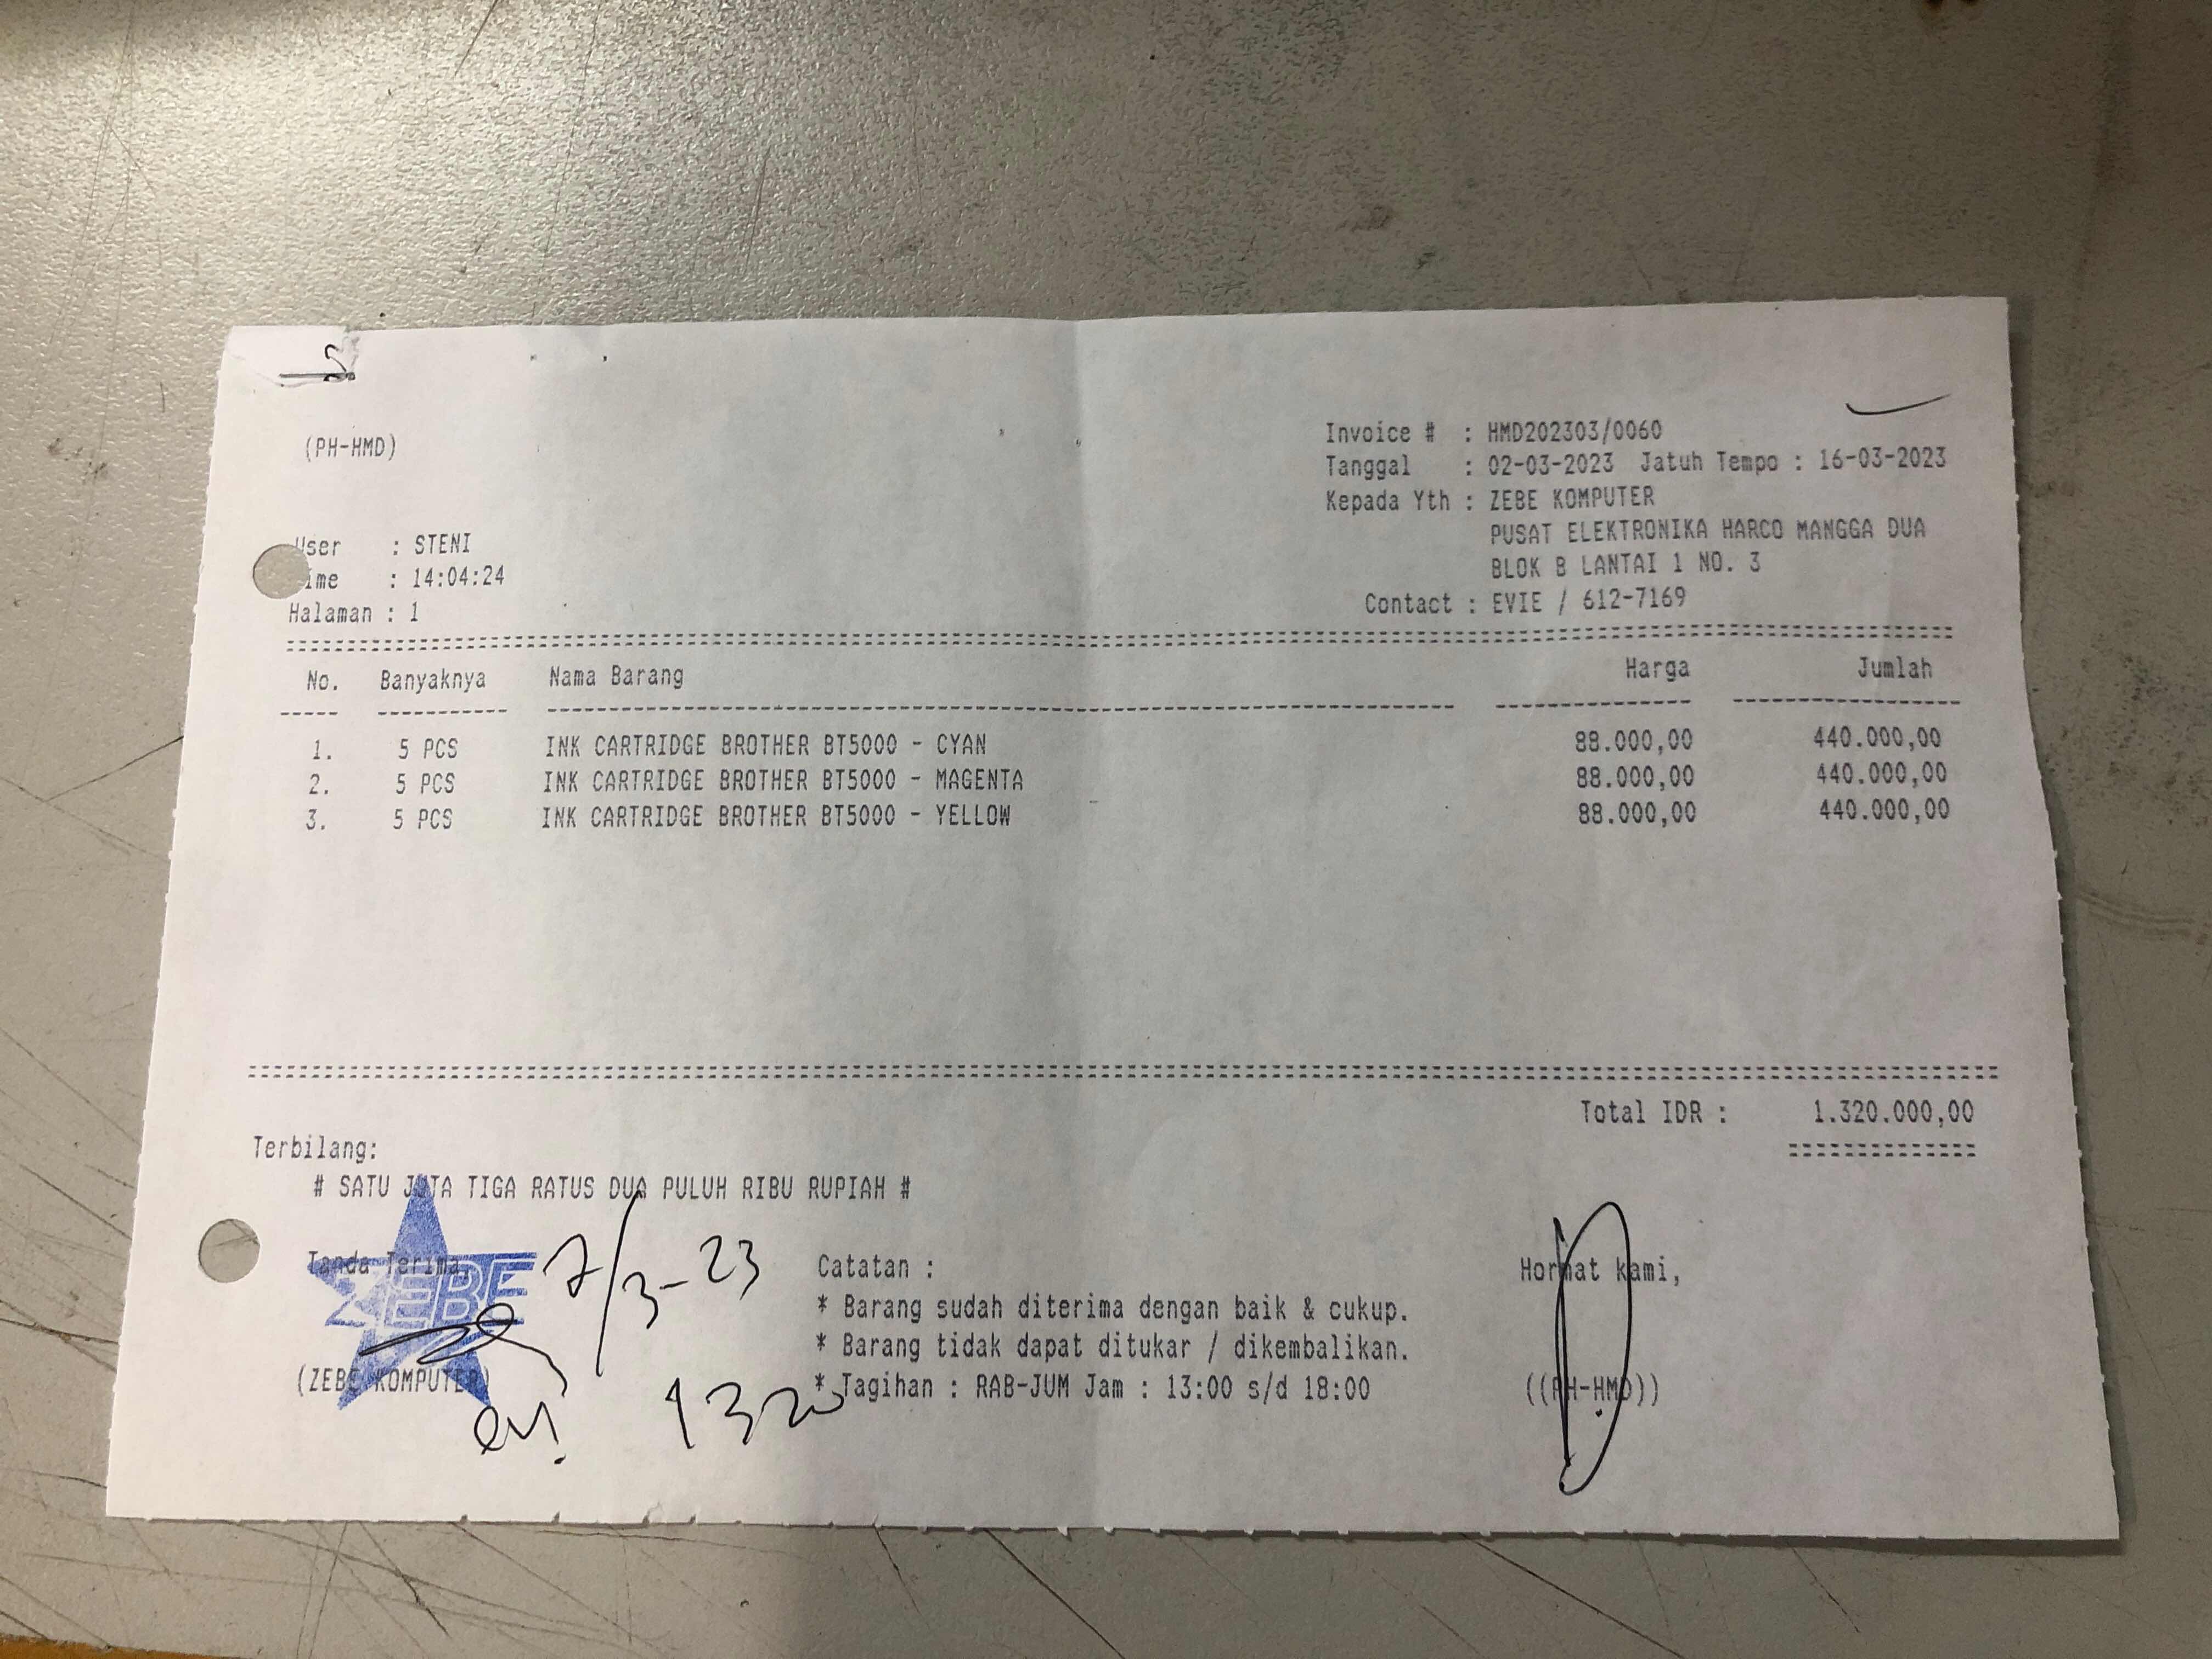 (PH-HMD)
Invoice # : HMD202303/0060
Tanggal : 02-03-2023 Jatuh Tempo : 16-03-2023
Kepada Yth : ZEBE KOMPUTER
PUSAT ELEKTRONIKA HARCO MANGGA DUA
BLOK B LANTAI 1 NO. 3
Contact : EVIE / 612-7169
User : STENI
ime : 14:04:24
Halaman : 1
No. Banyaknya Nama Barang Harga Jumlah
1. 5 PCS INK CARTRIDGE BROTHER BT5000 - CYAN 88.000,00 440.000,00
2. 5 PCS INK CARTRIDGE BROTHER BT5000 - MAGENTA 88.000,00 440.000,00
3. 5 PCS INK CARTRIDGE BROTHER BT5000 - YELLOW 88.000,00 440.000,00
Total IDR : 1.320.000,00
Terbilang:
# SATU JUTA TIGA RATUS DUA PULUH RIBU RUPIAH #
Tanda Terima,
ZEBE
7/3-23
(ZEBE KOMPUTER)
1320
Catatan :
* Barang sudah diterima dengan baik & cukup.
* Barang tidak dapat ditukar / dikembalikan.
* Tagihan : RAB-JUM Jam : 13:00 s/d 18:00
Hormat kami,
((PH-HMD))